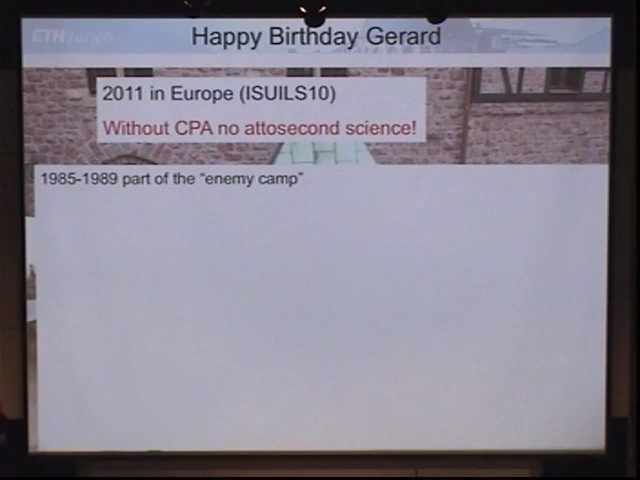 ETH zürich
Happy Birthday Gerard
2011 in Europe (ISUILS10)
Without CPA no attosecond science!
1985-1989 part of the “enemy camp”